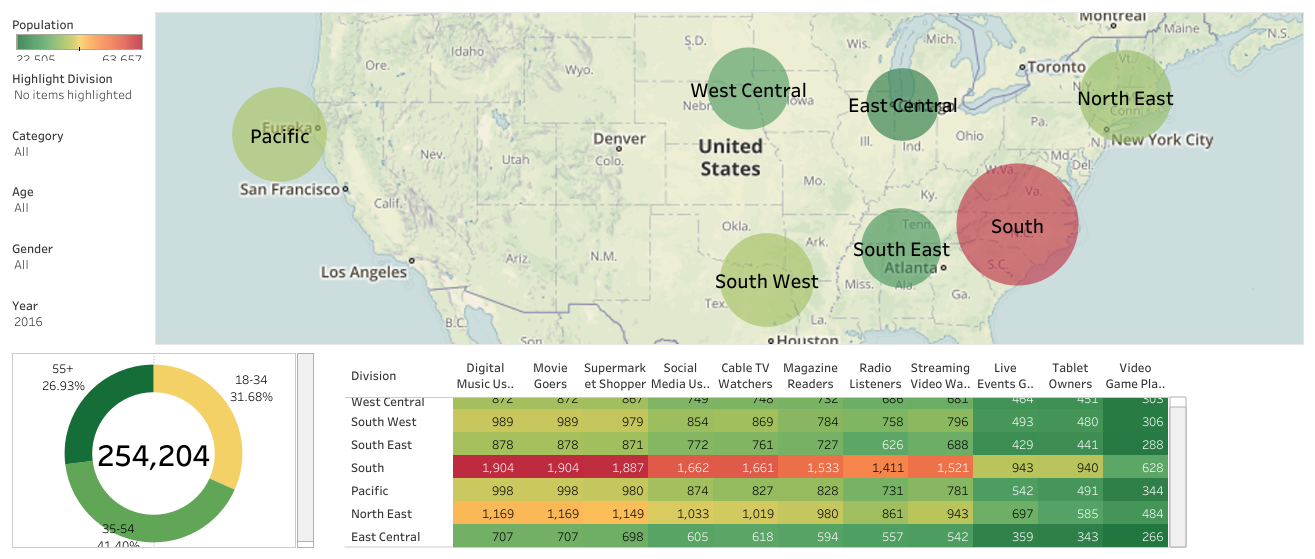 Population
22,505 63,657
Highlight Division
No items highlighted
Category
All
Age
All
Gender
All
Year
2016
Montreal
Maine
N.S.
Idaho
S.D.
Wis.
Mich.
Vt.
Ore.
Wyo.
Toronto
West Central
Nebr
Iowa
East Central
North East
Conn
Eureka
Pacific
Pa.
N.J.
New York City
Nev.
Utah
Denver
Colo.
United
States
Ill.
Ind.
Ohio
Md.
Del.
San Francisco
Calif.
Mo.
Ky.
W.Va.
Va.
Okla.
Ark.
Tenn.
South
N.C.
Los Angeles
Ariz.
N.M.
South East
Atlanta
S.C.
South West
Tex.
Miss.
Ala.
Ga.
B.C.
La.
Houston
55+
26.93%
18-34
31.68%
254,204
35-54
41.40%
Division Digital Music Us.. Movie Goers Supermark et Shopper Social Media Us.. Cable TV Watchers Magazine Readers Radio Listeners Streaming Video Wa.. Live Events G.. Tablet Owners Video Game Pla..
West Central 872 872 867 749 748 732 686 681 464 451 303
South West 989 989 979 854 869 784 758 796 493 480 306
South East 878 878 871 772 761 727 626 688 429 441 288
South 1,904 1,904 1,887 1,662 1,661 1,533 1,411 1,521 943 940 628
Pacific 998 998 980 874 827 828 731 781 542 491 344
North East 1,169 1,169 1,149 1,033 1,019 980 861 943 697 585 484
East Central 707 707 698 605 618 594 557 542 359 343 266